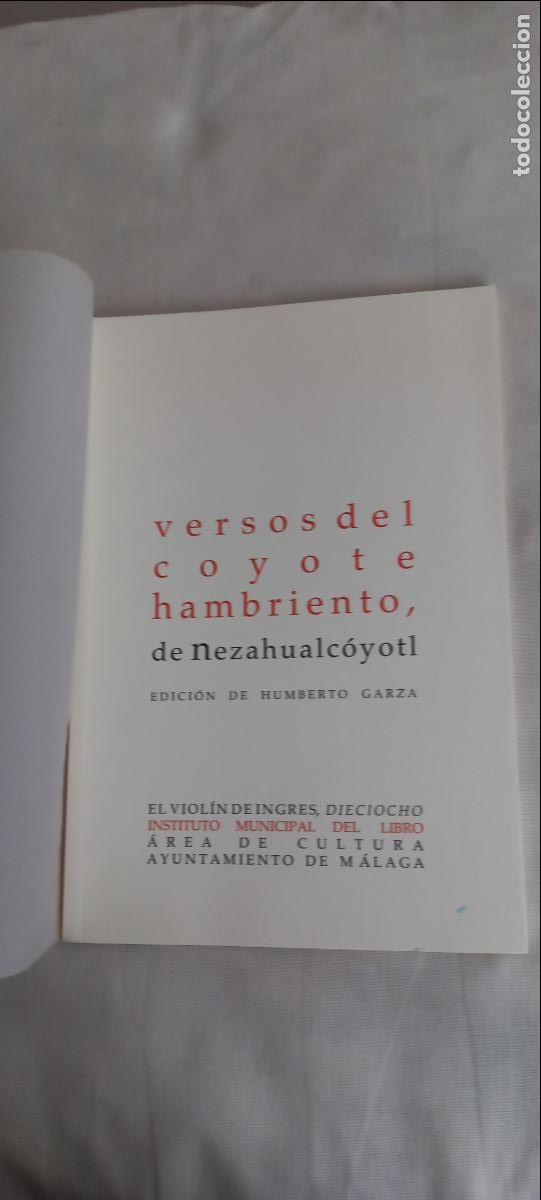 todocoleccion
versos del
coyote
hambriento,
de nezahualcóyotl
EDICIÓN DE HUMBERTO GARZA
EL VIOLÍN DE INGRES, DIECIOCHO
INSTITUTO MUNICIPAL DEL LIBRO
ÁREA DE CULTURA
AYUNTAMIENTO DE MÁLAGA